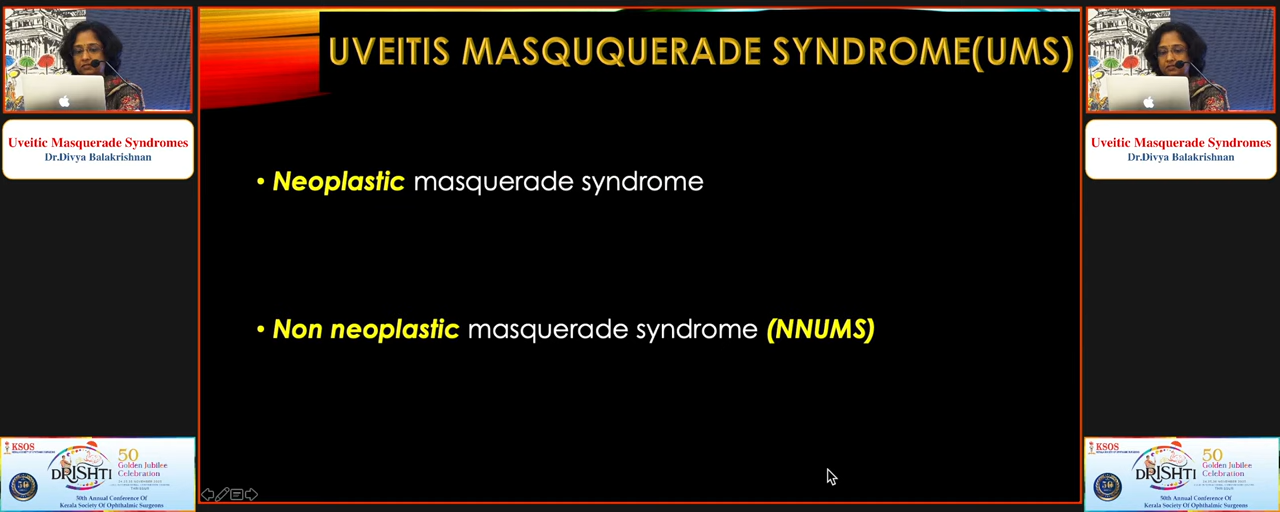 UVEITIS MASQUQUERADE SYNDROME(UMS)
• Neoplastic masquerade syndrome
• Non neoplastic masquerade syndrome (NNUMS)
Uveitic Masquerade Syndromes
Dr.Divya Balakrishnan
KSOS
50
Golden Jubilee
Celebration
DRISHTI
50th Annual Conference Of
Kerala Society Of Ophthalmic Surgeons
Uveitic Masquerade Syndromes
Dr.Divya Balakrishnan
KSOS
50
Golden Jubilee
Celebration
DRISHTI
50th Annual Conference Of
Kerala Society Of Ophthalmic Surgeons